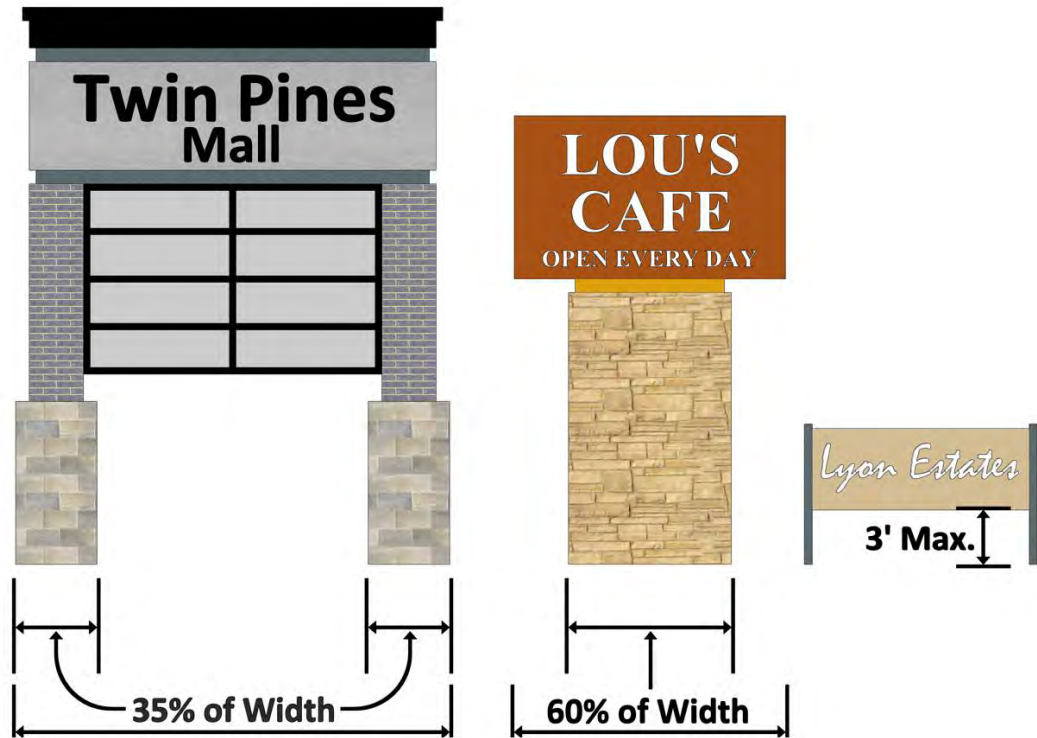 Twin Pines
Mall
LOU'S
CAFE
OPEN EVERY DAY
Lyon Estates
3' Max.
35% of Width
60% of Width